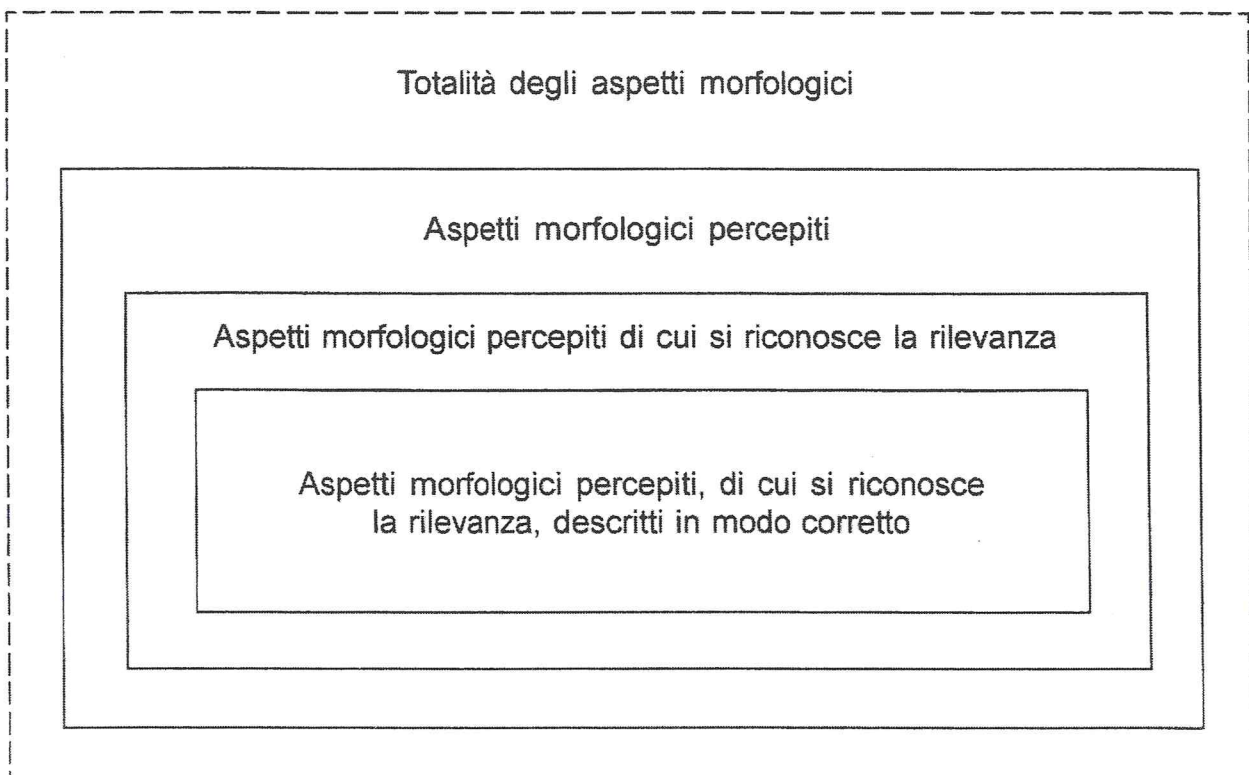 Totalità degli aspetti morfologici
Aspetti morfologici percepiti
Aspetti morfologici percepiti di cui si riconosce la rilevanza
Aspetti morfologici percepiti, di cui si riconosce
la rilevanza, descritti in modo corretto